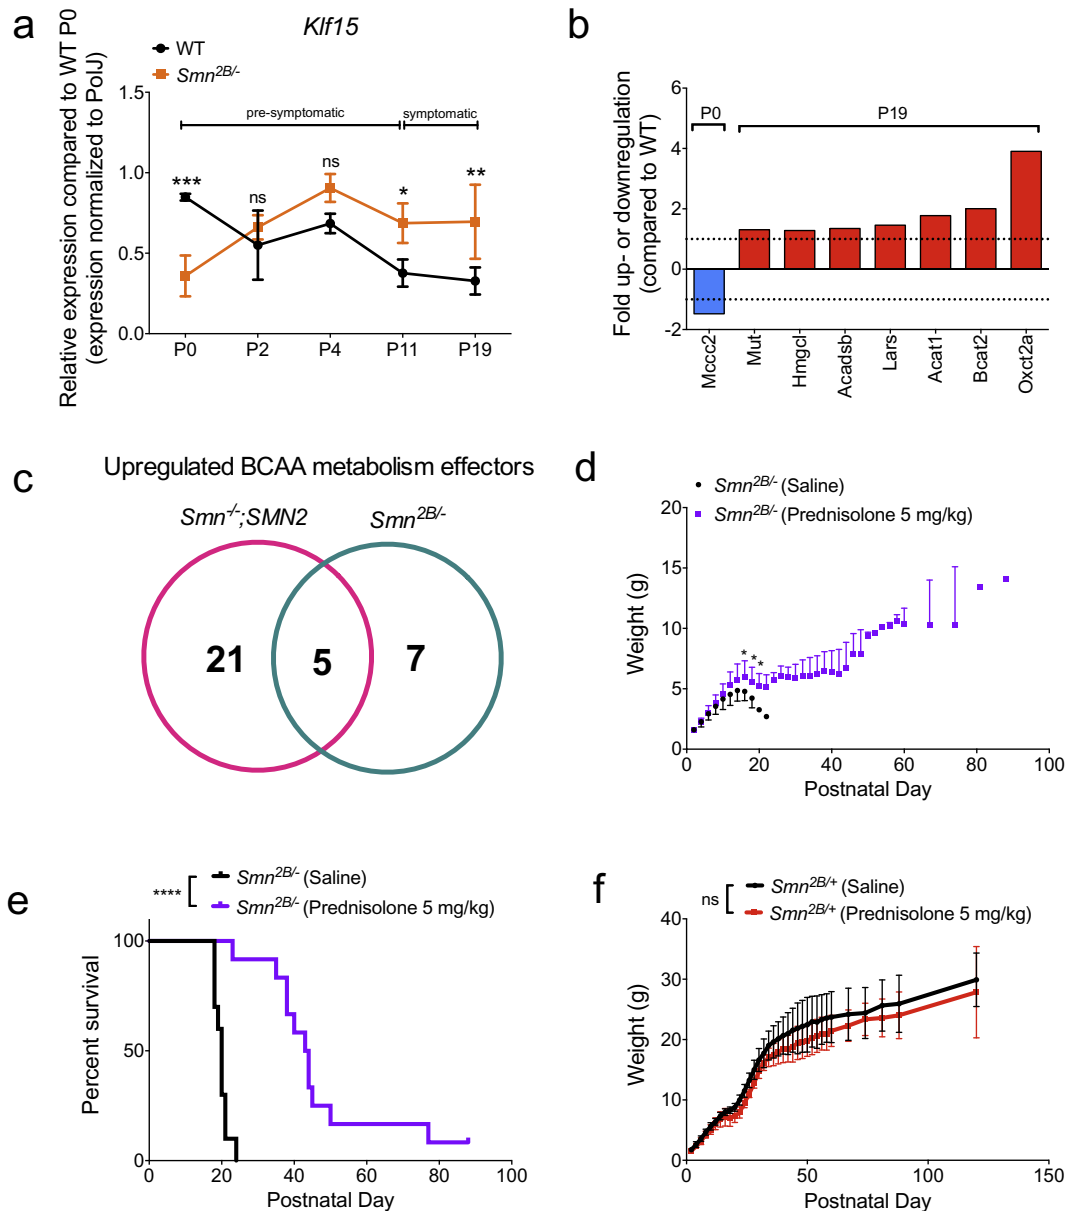 a
Klf15
WT
Smn2B/-
Relative expression compared to WT P0
(expression normalized to PolJ)
1.5
1.0
0.5
0.0
pre-symptomatic
symptomatic
***
ns
ns
*
**
P0
P2
P4
P11
P19
b
Fold up- or downregulation
(compared to WT)
6
4
2
0
-2
P0
P19
Mccc2
Mut
Hmgcl
Acadsb
Lars
Acat1
Bcat2
Oxct2a
c
Upregulated BCAA metabolism effectors
Smn-/-;SMN2
Smn2B/-
21
5
7
d
Smn2B/- (Saline)
Smn2B/- (Prednisolone 5 mg/kg)
Weight (g)
20
15
10
5
0
*
*
*
0
20
40
60
80
100
Postnatal Day
e
****
Smn2B/- (Saline)
Smn2B/- (Prednisolone 5 mg/kg)
Percent survival
100
50
0
0
20
40
60
80
100
Postnatal Day
f
ns
Smn2B/+ (Saline)
Smn2B/+ (Prednisolone 5 mg/kg)
Weight (g)
40
30
20
10
0
0
50
100
150
Postnatal Day